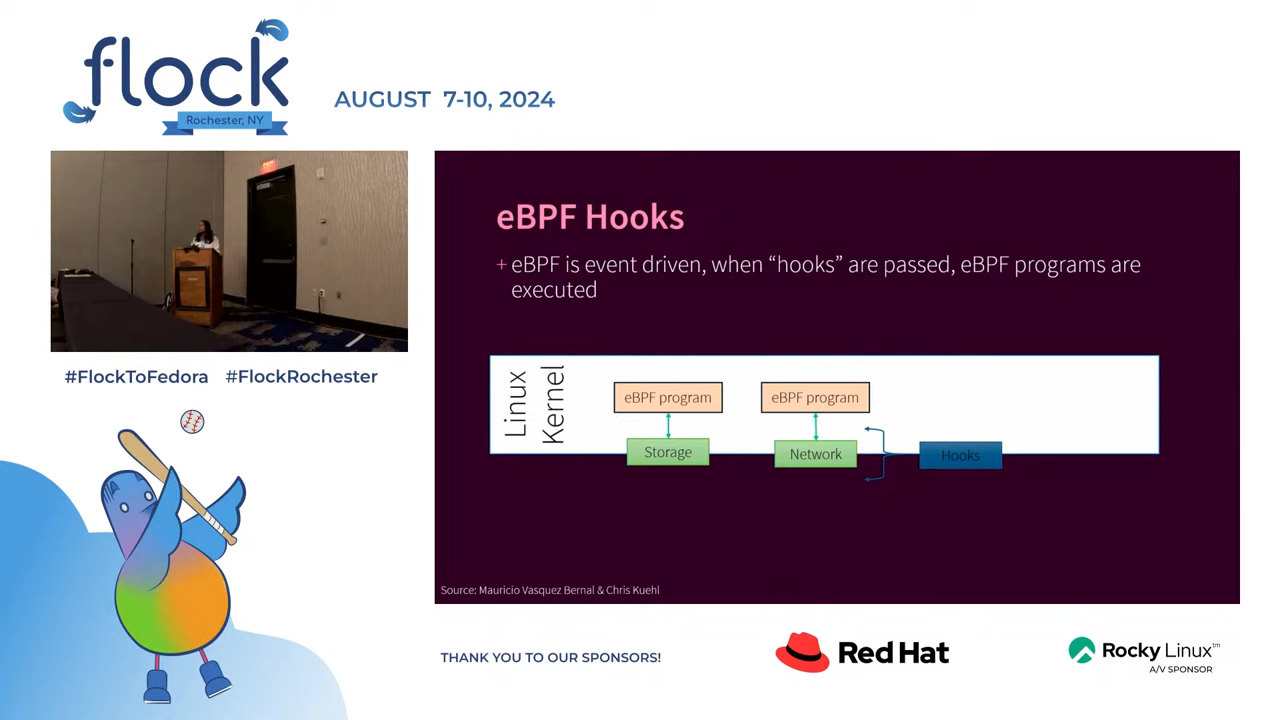 flock
Rochester, NY
AUGUST 7-10, 2024
#FlockToFedora #FlockRochester
eBPF Hooks
+ eBPF is event driven, when “hooks” are passed, eBPF programs are
executed
Linux
Kernel
eBPF program
eBPF program
Storage
Network
Hooks
Source: Mauricio Vasquez Bernal & Chris Kuehl
THANK YOU TO OUR SPONSORS!
Red Hat
Rocky Linux™
A/V SPONSOR